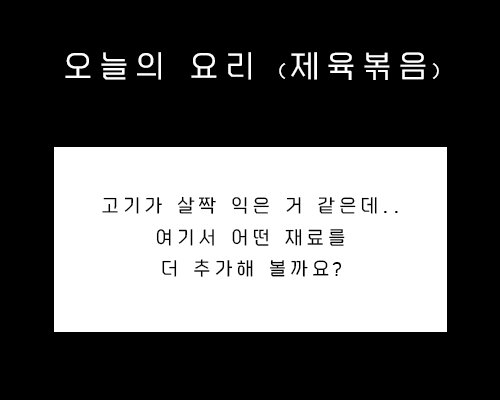 오늘의 요리 (제육볶음)
고기가 살짝 익은 거 같은데..
여기서 어떤 재료를
더 추가해 볼까요?